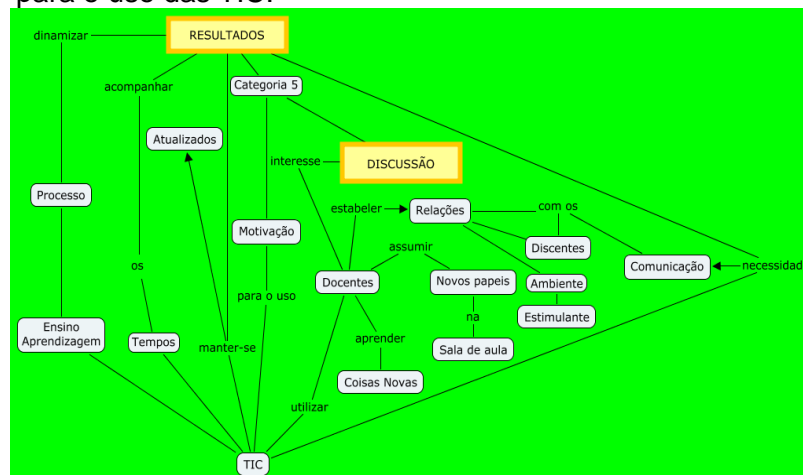 para o uso das TIC.
dinamizar
RESULTADOS
acompanhar
Categoria 5
Atualizados
interesse
DISCUSSÃO
Processo
estabeler
Relações
com os
Motivação
assumir
Discentes
os
Docentes
Novos papeis
Ambiente
Comunicação
necessidad
para o uso
Estimulante
na
Ensino
Aprendizagem
Tempos
manter-se
aprender
Sala de aula
Coisas Novas
utilizar
TIC